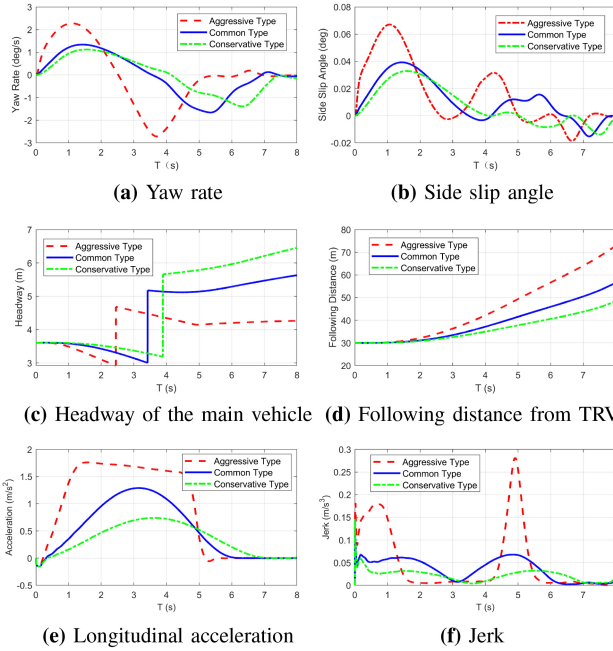 3
2
1
0
-1
-2
-3
Yaw Rate (deg/s)
Aggressive Type
Common Type
Conservative Type
0 1 2 3 4 5 6 7 8
T (s)
(a) Yaw rate
0.08
0.06
0.04
0.02
0
-0.02
Side Slip Angle (deg)
Aggressive Type
Common Type
Conservative Type
0 1 2 3 4 5 6 7
T (s)
(b) Side slip angle
7
6
5
4
3
Headway (m)
Aggressive Type
Common Type
Conservative Type
0 1 2 3 4 5 6 7 8
T (s)
(c) Headway of the main vehicle
80
70
60
50
40
30
20
Following Distance (m)
Aggressive Type
Common Type
Conservative Type
0 1 2 3 4 5 6 7
T (s)
(d) Following distance from TRV
2
1.5
1
0.5
0
-0.5
Acceleration (m/s²)
Aggressive Type
Common Type
Conservative Type
0 1 2 3 4 5 6 7 8
T (s)
(e) Longitudinal acceleration
0.3
0.25
0.2
0.15
0.1
0.05
0
Jerk (m/s³)
Aggressive Type
Common Type
Conservative Type
0 1 2 3 4 5 6 7
T (s)
(f) Jerk